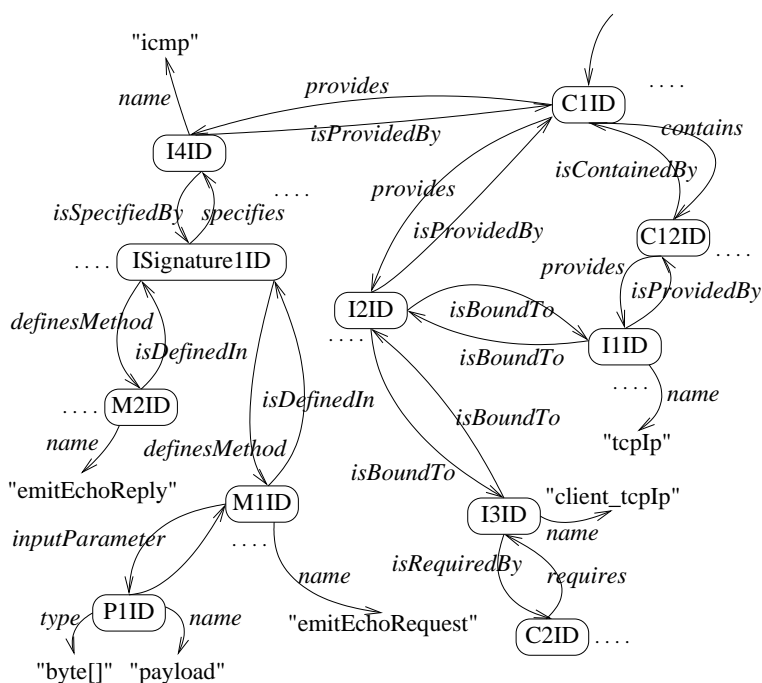 "icmp"
provides
C1ID
. . . .
name
isProvidedBy
contains
I4ID
isContainedBy
. . . .
provides
isSpecifiedBy
specifies
isProvidedBy
C12ID
. . . .
ISignature1ID
. . . .
provides
isProvidedBy
I2ID
isBoundTo
definesMethod
. . . .
I1ID
isDefinedIn
isBoundTo
. . . .
isDefinedIn
name
. . . .
M2ID
isBoundTo
name
definesMethod
"tcpIp"
isBoundTo
"emitEchoReply"
"client_tcpIp"
M1ID
I3ID
name
inputParameter
. . . .
isRequiredBy
requires
name
type
P1ID
name
"emitEchoRequest"
C2ID
. . . .
"byte[]"
"payload"